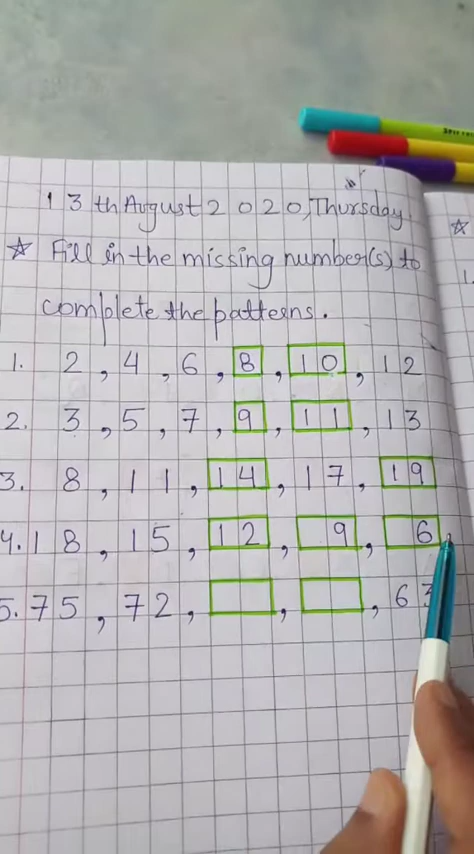 13th August 2020, Thursday.
☆ Fill in the missing number(s) to
complete the patterns.
1. 2, 4, 6, 8, 10, 12
2. 3, 5, 7, 9, 11, 13
3. 8, 11, 14, 17, 19
4. 18, 15, 12, 9, 6
5. 75, 72, , , 63